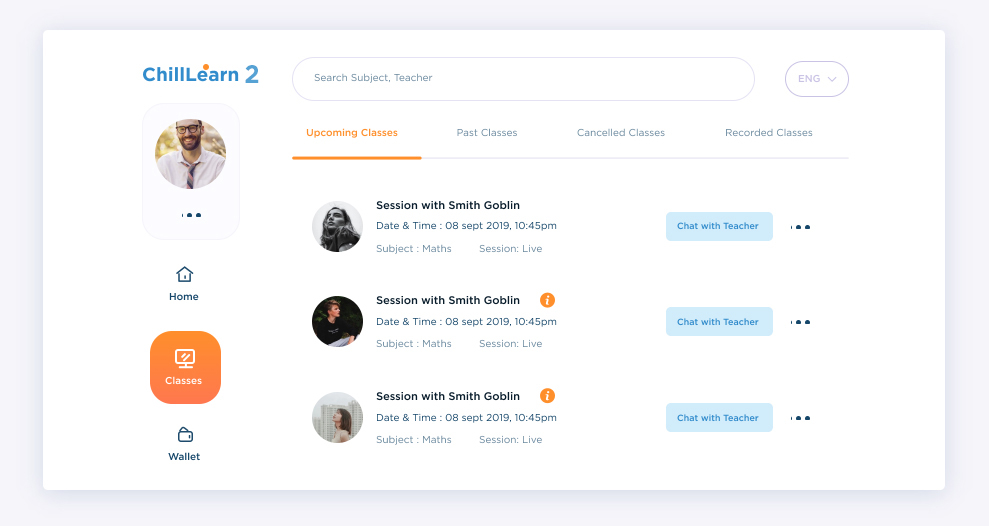 ChillLearn 2
Search Subject, Teacher
ENG
Upcoming Classes
Past Classes
Cancelled Classes
Recorded Classes
Session with Smith Goblin
Date & Time : 08 sept 2019, 10:45pm
Subject : Maths Session: Live
Chat with Teacher
Home
Session with Smith Goblin i
Date & Time : 08 sept 2019, 10:45pm
Subject : Maths Session: Live
Chat with Teacher
Classes
Session with Smith Goblin i
Date & Time : 08 sept 2019, 10:45pm
Subject : Maths Session: Live
Chat with Teacher
Wallet